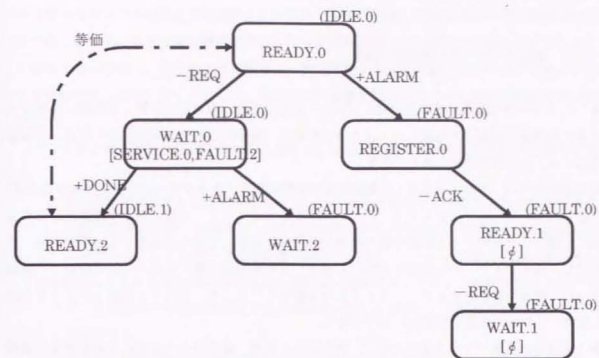 (IDLE.0)
等価
READY.0
−REQ
+ALARM
(IDLE.0)
(FAULT.0)
WAIT.0
[SERVICE.0,FAULT.2]
REGISTER.0
+DONE
+ALARM
−ACK
(IDLE.1)
(FAULT.0)
(FAULT.0)
READY.2
WAIT.2
READY.1
[ϕ]
−REQ
(FAULT.0)
WAIT.1
[ϕ]